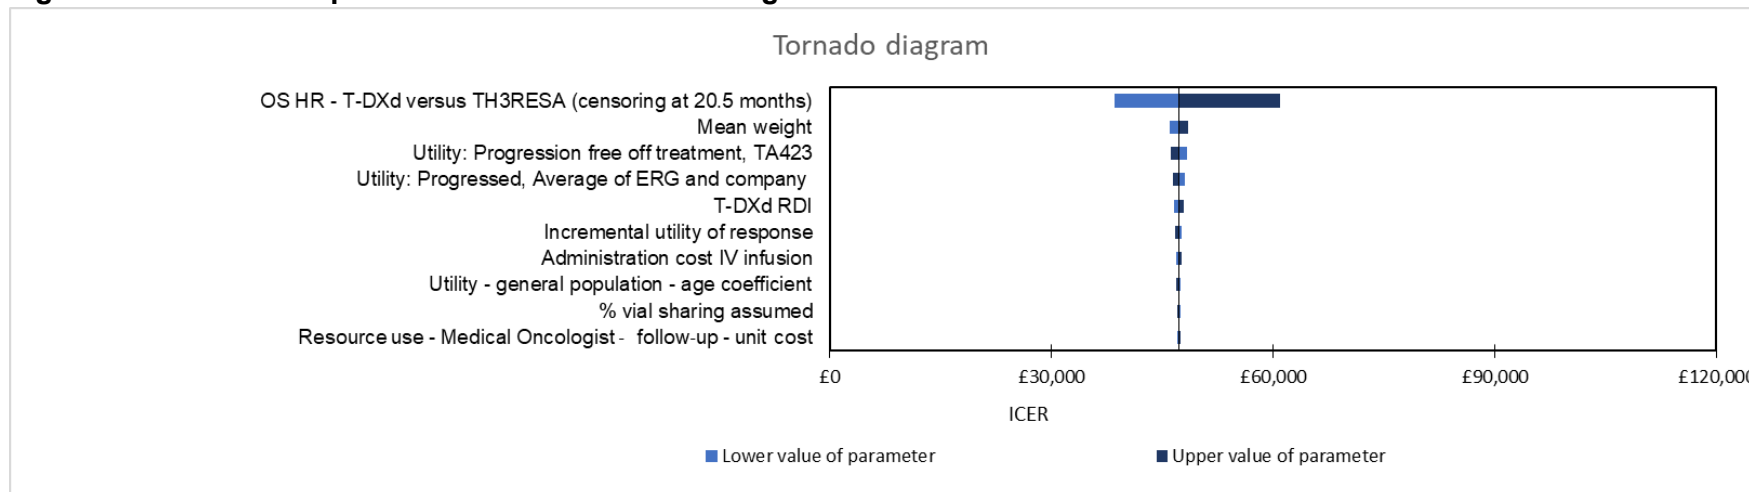 Tornado diagram
OS HR - T-DXd versus TH3RESA (censoring at 20.5 months)
Mean weight
Utility: Progression free off treatment, TA423
Utility: Progressed, Average of ERG and company
T-DXd RDI
Incremental utility of response
Administration cost IV infusion
Utility - general population - age coefficient
% vial sharing assumed
Resource use - Medical Oncologist - follow-up - unit cost
£0 £30,000 £60,000 £90,000 £120,000
ICER
Lower value of parameter Upper value of parameter